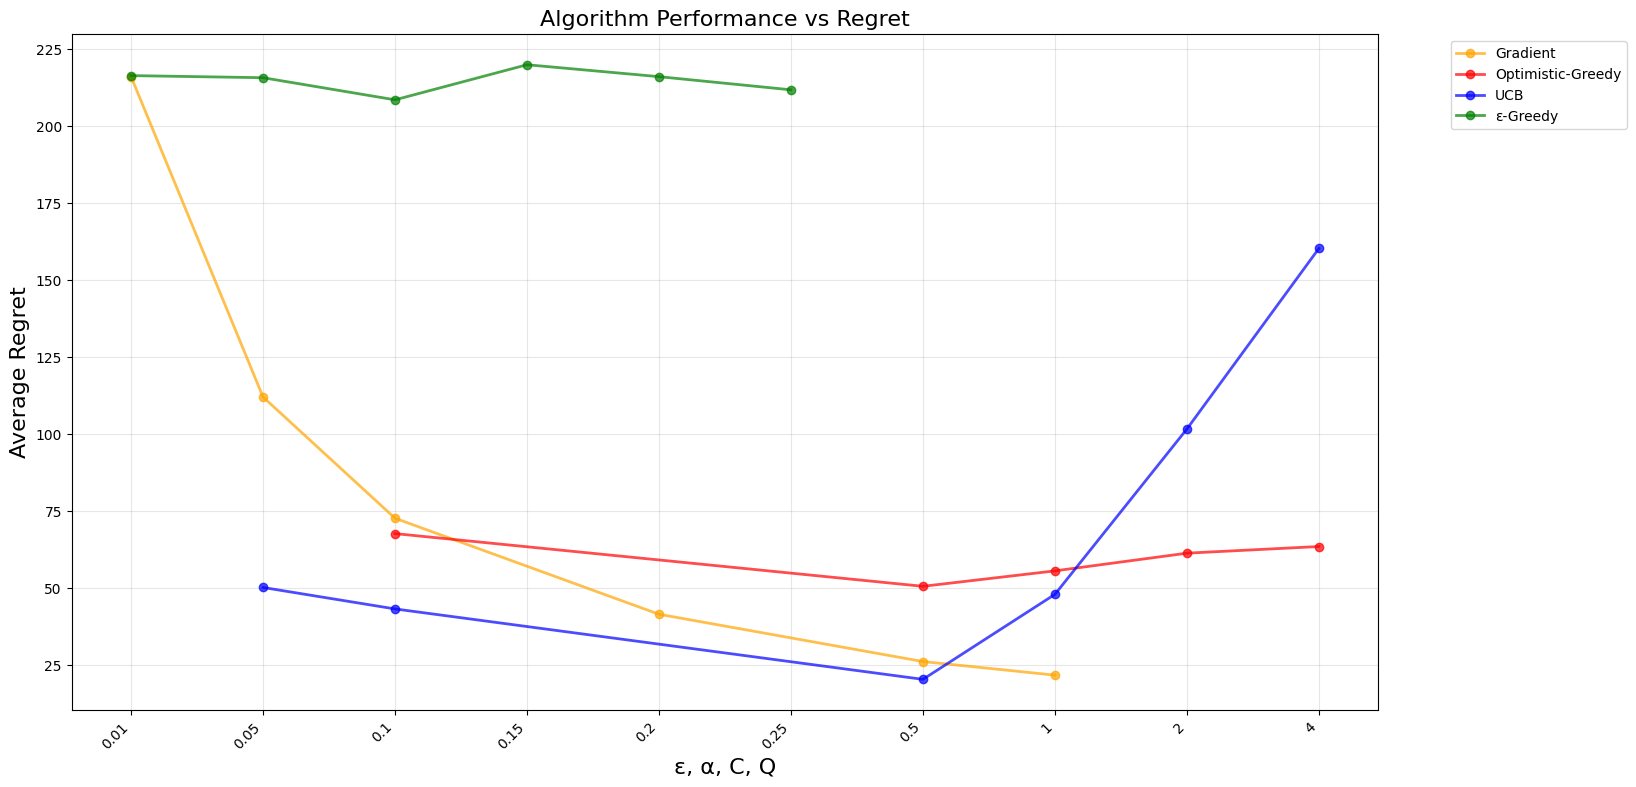 Algorithm Performance vs Regret
Gradient
Optimistic-Greedy
UCB
ε-Greedy
Average Regret
225
200
175
150
125
100
75
50
25
0.01
0.05
0.1
0.15
0.2
0.25
0.5
1
2
4
ε, α, C, Q